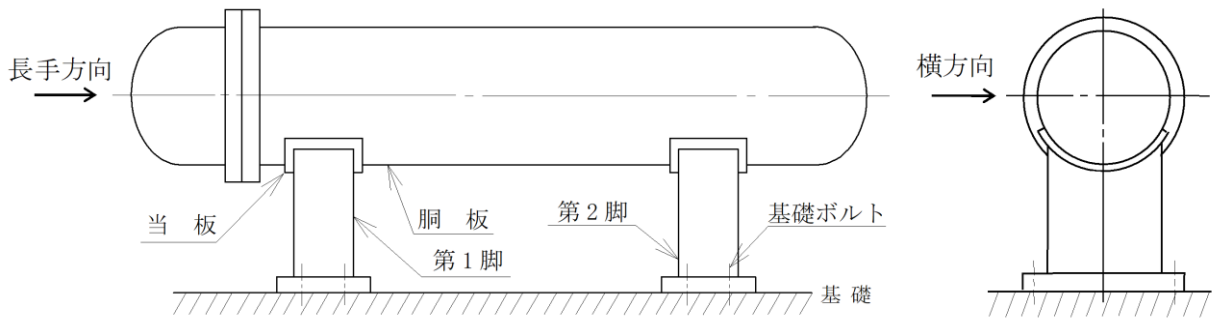 長手方向
横方向
当 板
胴 板
第1脚
第2脚
基礎ボルト
基 礎